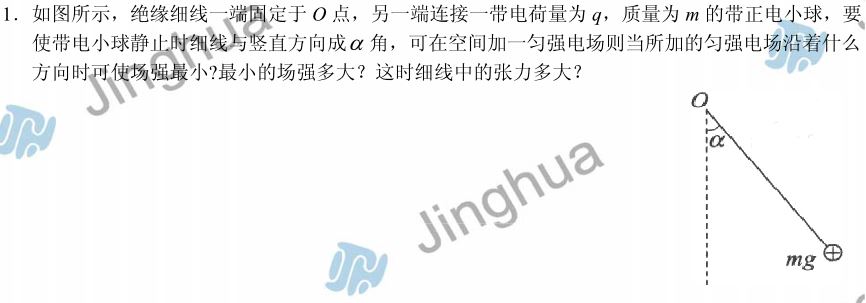 1．如图所示，绝缘细线一端固定于 O 点，另一端连接一带电荷量为 q，质量为 m 的带正电小球，要
使带电小球静止时细线与竖直方向成 α 角，可在空间加一匀强电场则当所加的匀强电场沿着什么
方向时可使场强最小?最小的场强多大？这时细线中的张力多大?
Jinghua
O
α
Jinghua
mg